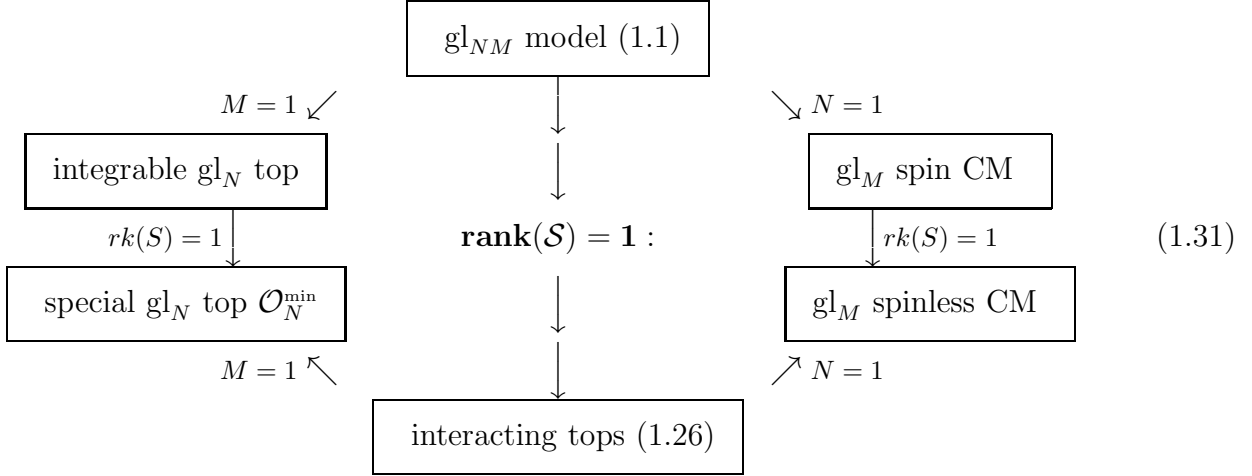 gl_{NM} model (1.1)
M = 1 N = 1
integrable gl_N top gl_M spin CM
rk(S) = 1 rank(𝒮) = 1 : rk(S) = 1 (1.31)
special gl_N top 𝒪_N^{min} gl_M spinless CM
M = 1 N = 1
interacting tops (1.26)